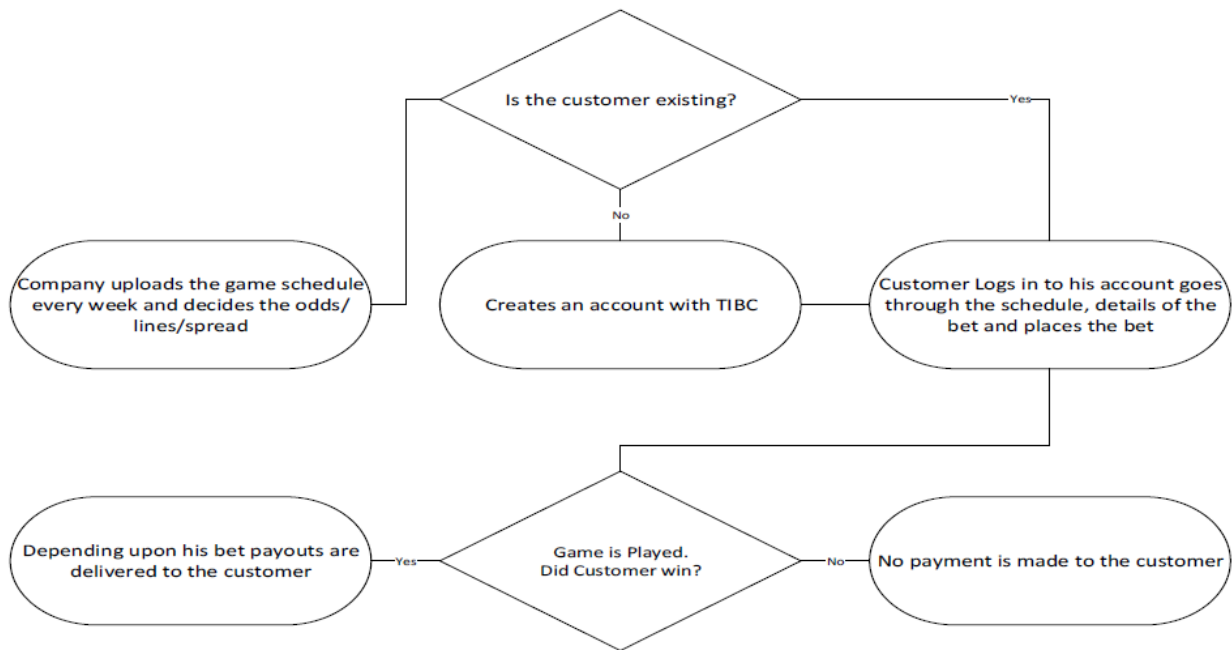 Is the customer existing?
Yes
No
Company uploads the game schedule
every week and decides the odds/
lines/spread
Creates an account with TIBC
Customer Logs in to his account goes
through the schedule, details of the
bet and places the bet
Depending upon his bet payouts are
delivered to the customer
Yes
Game is Played.
Did Customer win?
No
No payment is made to the customer